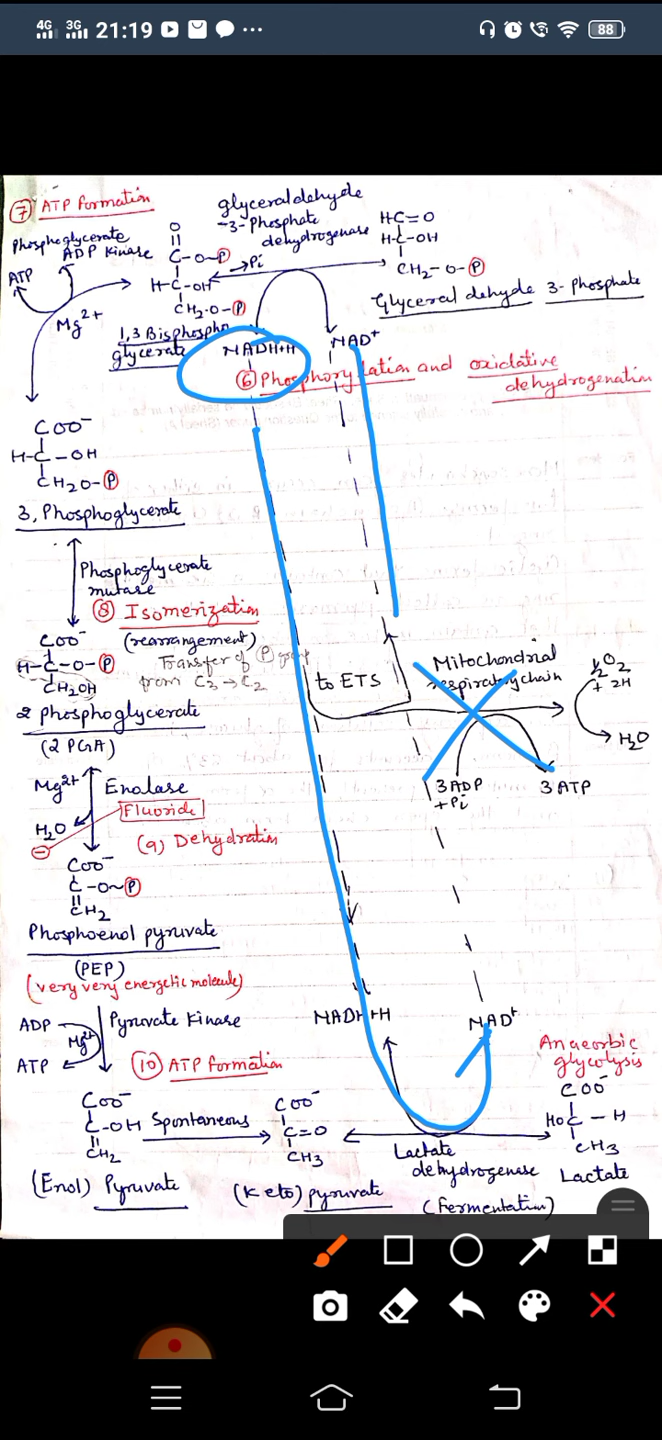 4G 3G 21:19 ... 88
⑦ ATP formation
Phosphoglycerate
ADP Kinase
ATP
Mg2+
O
||
C-O~P
H-C-OH
CH2-O-P
1,3 Bisphospho
glycerate
glyceraldehyde
-3-Phosphate
dehydrogenase
→Pi
HC=O
H-C-OH
CH2-O-P
Glyceral dehyde 3-Phosphate
NADH+H
NAD+
⑥ Phosphorylation and oxidative
dehydrogenation
COO-
H-C-OH
CH2O-P
3, Phosphoglycerate
Phosphoglycerate
mutase
⑧ Isomerization
(rearrangement)
Transfer of P group
from C3→C2
COO-
H-C-O-P
CH2OH
2 phosphoglycerate
(2 PGA)
to ETS
Mitochondrial
respiratory chain
½O2
+ 2H
H2O
3ADP
+Pi
3 ATP
Mg2+ Enolase
Fluoride
H2O
(9) Dehydration
COO-
C-O~P
||
CH2
Phosphoenol pyruvate
(PEP)
(very very energetic molecule)
ADP
Mg2+
ATP
Pyruvate Kinase
⑩ ATP formation
NADH+H
NAD+
Anaeorbic
glycolysis
COO-
C-OH
||
CH2
Spontaneous
COO-
C=O
CH3
COO-
HO C-H
CH3
Lactate
dehydrogenase
Lactate
(Enol) Pyruvate
(Keto) pyruvate
(fermentation)